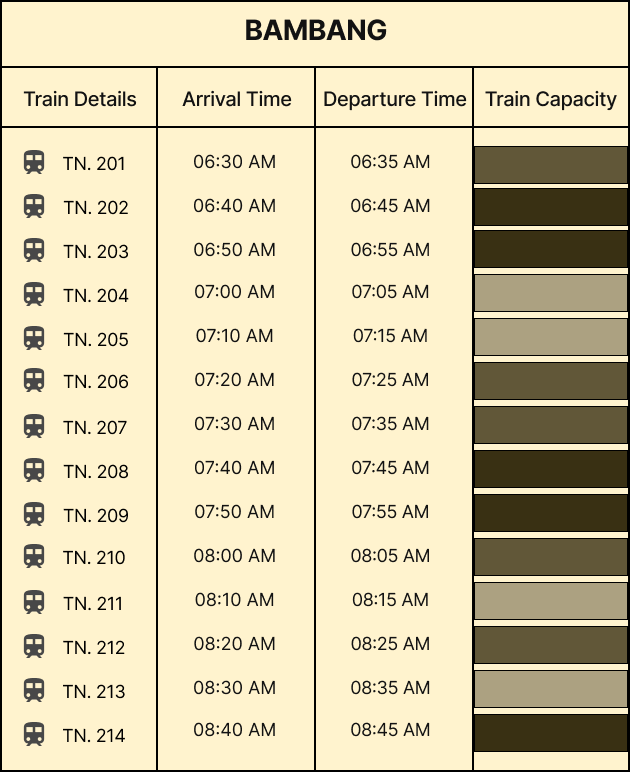 BAMBANG
Train Details Arrival Time Departure Time Train Capacity
TN. 201 06:30 AM 06:35 AM
TN. 202 06:40 AM 06:45 AM
TN. 203 06:50 AM 06:55 AM
TN. 204 07:00 AM 07:05 AM
TN. 205 07:10 AM 07:15 AM
TN. 206 07:20 AM 07:25 AM
TN. 207 07:30 AM 07:35 AM
TN. 208 07:40 AM 07:45 AM
TN. 209 07:50 AM 07:55 AM
TN. 210 08:00 AM 08:05 AM
TN. 211 08:10 AM 08:15 AM
TN. 212 08:20 AM 08:25 AM
TN. 213 08:30 AM 08:35 AM
TN. 214 08:40 AM 08:45 AM